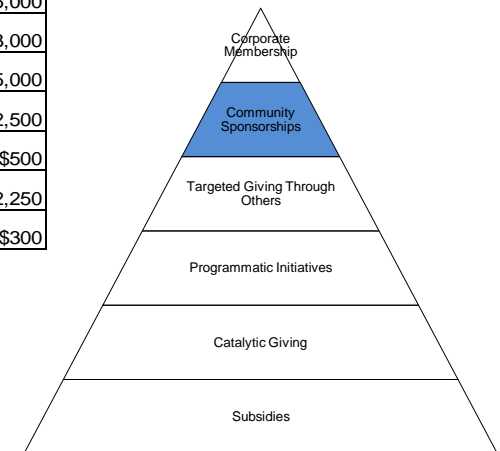 ,000
3,000
5,000
2,500
$500
2,250
$300
Corporate
Membership
Community
Sponsorships
Targeted Giving Through
Others
Programmatic Initiatives
Catalytic Giving
Subsidies